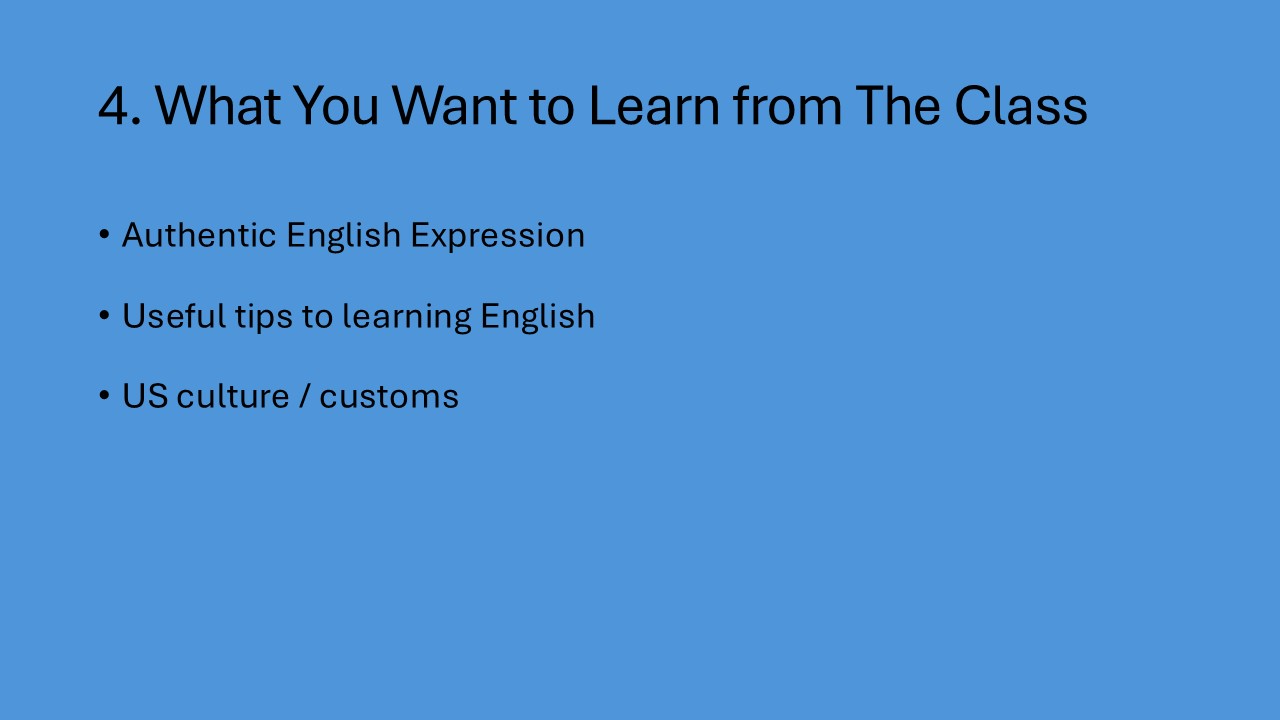 4. What You Want to Learn from The Class
• Authentic English Expression
• Useful tips to learning English
• US culture / customs